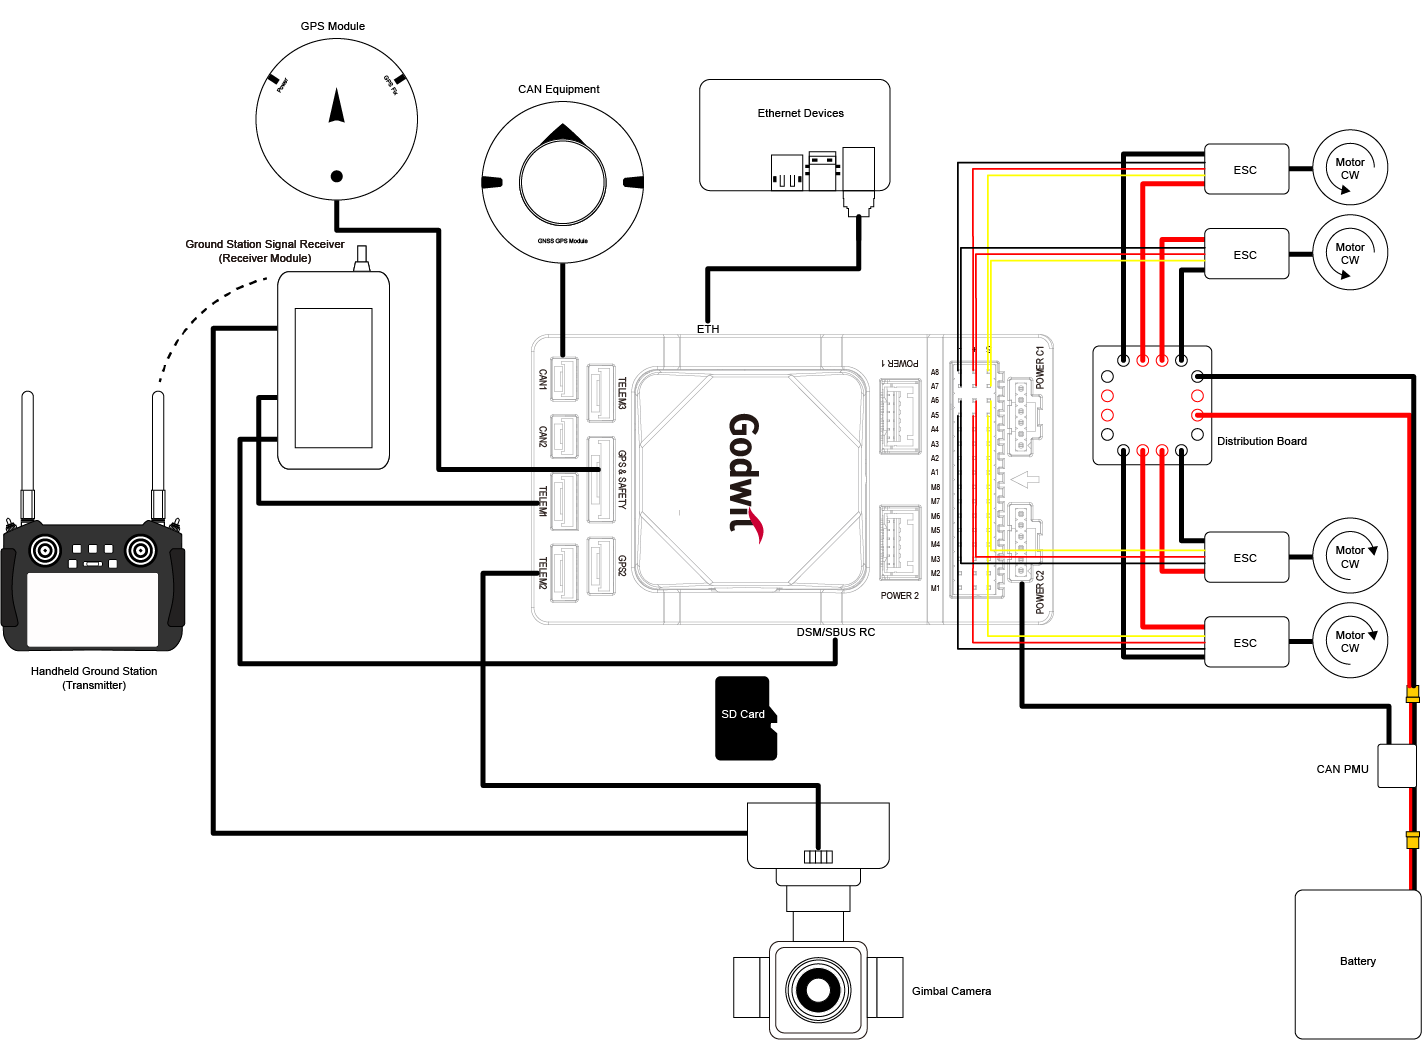 GPS Module
Power
GPS Fix
CAN Equipment
GNSS GPS Module
Ethernet Devices
ESC
Motor
CW
ESC
Motor
CW
Ground Station Signal Receiver
(Receiver Module)
ETH
CAN1
CAN2
TELEM1
TELEM2
TELEM3
GPS & SAFETY
GPS2
Godwit
POWER 1
POWER 2
A8
A7
A6
A5
A4
A3
A2
A1
M8
M7
M6
M5
M4
M3
M2
M1
POWER C1
POWER C2
Distribution Board
DSM/SBUS RC
ESC
Motor
CW
ESC
Motor
CW
Handheld Ground Station
(Transmitter)
SD Card
CAN PMU
Battery
Gimbal Camera